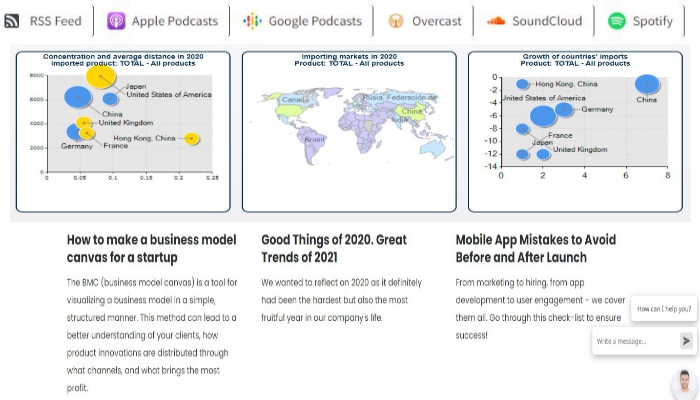 RSS Feed
Apple Podcasts
Google Podcasts
Overcast
SoundCloud
Spotify
Concentration and average distance in 2020
Imported product: TOTAL - All products
8000
6000
4000
2000
0
0
0.05
0.1
0.15
0.2
0.25
Japan
United States of America
China
United Kingdom
Hong Kong, China
Germany
France
Importing markets in 2020
Product: TOTAL - All products
Canada
Rusia, Federación de
China
India
Brasil
Growth of countries' imports
Product: TOTAL - All products
0
-2
-4
-6
-8
-10
-12
-14
0
2
4
6
8
Hong Kong, China
China
United States of America
Germany
France
Japan
United Kingdom
How to make a business model
canvas for a startup
The BMC (business model canvas) is a tool for
visualizing a business model in a simple,
structured manner. This method can lead to a
better understanding of your clients, how
product innovations are distributed through
what channels, and what brings the most
profit.
Good Things of 2020. Great
Trends of 2021
We wanted to reflect on 2020 as it definitely
had been the hardest but also the most
fruitful year in our company's life.
Mobile App Mistakes to Avoid
Before and After Launch
From marketing to hiring, from app
development to user engagement – we cover
them all. Go through this check-list to ensure
success!
How can I help you?
Write a message...